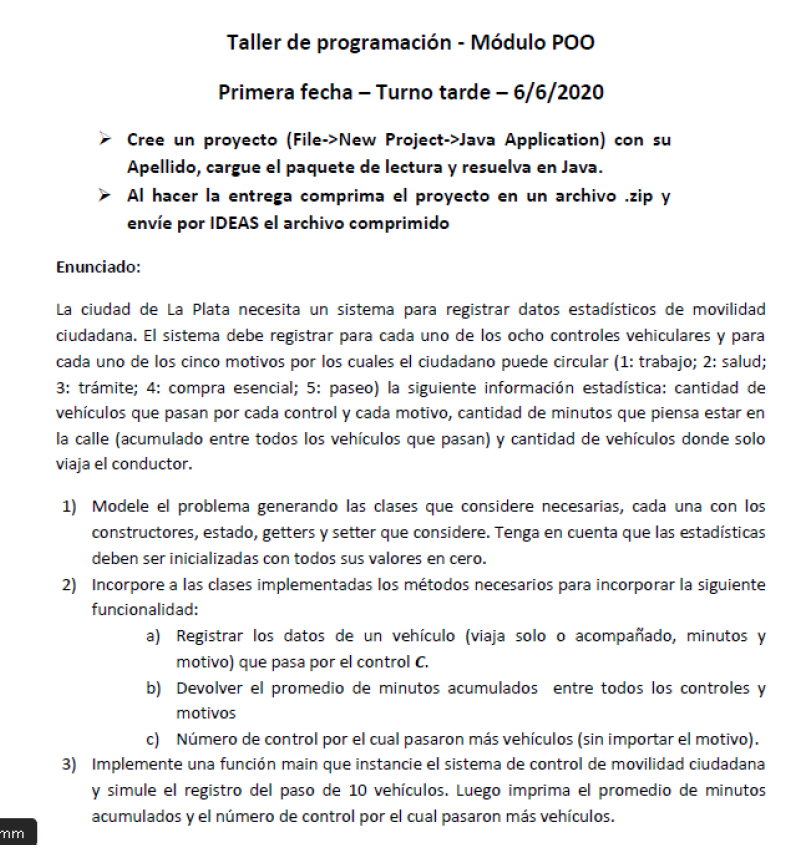 Taller de programación - Módulo POO
Primera fecha – Turno tarde – 6/6/2020
➢ Cree un proyecto (File->New Project->Java Application) con su
Apellido, cargue el paquete de lectura y resuelva en Java.
➢ Al hacer la entrega comprima el proyecto en un archivo .zip y
envíe por IDEAS el archivo comprimido
Enunciado:
La ciudad de La Plata necesita un sistema para registrar datos estadísticos de movilidad
ciudadana. El sistema debe registrar para cada uno de los ocho controles vehiculares y para
cada uno de los cinco motivos por los cuales el ciudadano puede circular (1: trabajo; 2: salud;
3: trámite; 4: compra esencial; 5: paseo) la siguiente información estadística: cantidad de
vehículos que pasan por cada control y cada motivo, cantidad de minutos que piensa estar en
la calle (acumulado entre todos los vehículos que pasan) y cantidad de vehículos donde solo
viaja el conductor.
1) Modele el problema generando las clases que considere necesarias, cada una con los
constructores, estado, getters y setter que considere. Tenga en cuenta que las estadísticas
deben ser inicializadas con todos sus valores en cero.
2) Incorpore a las clases implementadas los métodos necesarios para incorporar la siguiente
funcionalidad:
a) Registrar los datos de un vehículo (viaja solo o acompañado, minutos y
motivo) que pasa por el control C.
b) Devolver el promedio de minutos acumulados entre todos los controles y
motivos
c) Número de control por el cual pasaron más vehículos (sin importar el motivo).
3) Implemente una función main que instancie el sistema de control de movilidad ciudadana
y simule el registro del paso de 10 vehículos. Luego imprima el promedio de minutos
acumulados y el número de control por el cual pasaron más vehículos.
mm